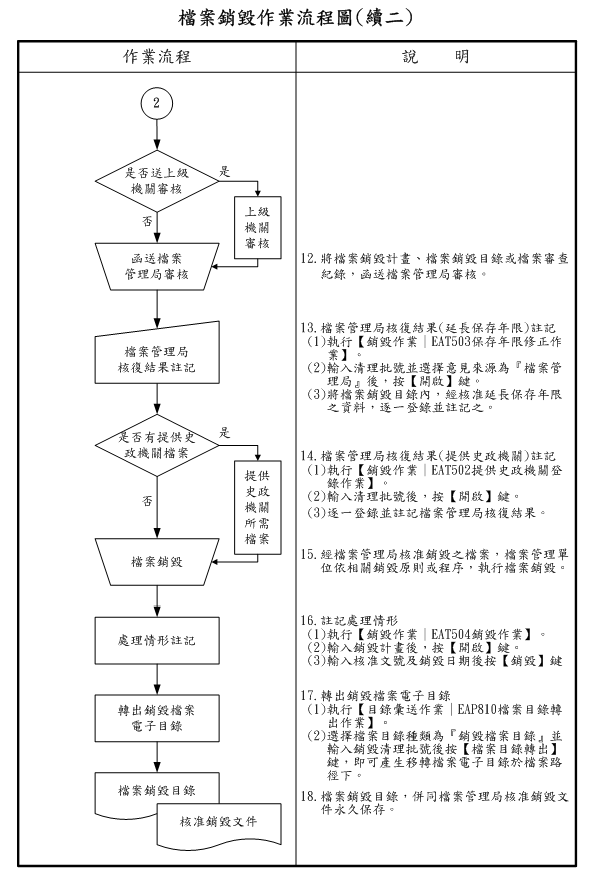 檔案銷毀作業流程圖(續二)
作業流程
說　　明
2
是否送上級
機關審核
是
否
上級
機關
審核
函送檔案
管理局審核
檔案管理局
核復結果註記
是否有提供史
政機關檔案
是
否
提供
史政
機關
所需
檔案
檔案銷毀
處理情形註記
轉出銷毀檔案
電子目錄
檔案銷毀目錄
核准銷毀文件
12.將檔案銷毀計畫、檔案銷毀目錄或檔案審查
紀錄，函送檔案管理局審核。
13.檔案管理局核復結果(延長保存年限)註記
(1)執行【銷毀作業｜EAT503保存年限修正作
業】。
(2)輸入清理批號並選擇意見來源為『檔案管
理局』後，按【開啟】鍵。
(3)將檔案銷毀目錄內，經核准延長保存年限
之資料，逐一登錄並註記之。
14.檔案管理局核復結果(提供史政機關)註記
(1)執行【銷毀作業｜EAT502提供史政機關登
錄作業】。
(2)輸入清理批號後，按【開啟】鍵。
(3)逐一登錄並註記檔案管理局核復結果。
15.經檔案管理局核准銷毀之檔案，檔案管理單
位依相關銷毀原則或程序，執行檔案銷毀。
16.註記處理情形
(1)執行【銷毀作業｜EAT504銷毀作業】。
(2)輸入銷毀計畫後，按【開啟】鍵。
(3)輸入核准文號及銷毀日期後按【銷毀】鍵
17.轉出銷毀檔案電子目錄
(1)執行【目錄彙送作業｜EAP810檔案目錄轉
出作業】。
(2)選擇檔案目錄種類為『銷毀檔案目錄』並
輸入銷毀清理批號後按【檔案目錄轉出】
鍵，即可產生移轉檔案電子目錄於檔案路
徑下。
18.檔案銷毀目錄，併同檔案管理局核准銷毀文
件永久保存。